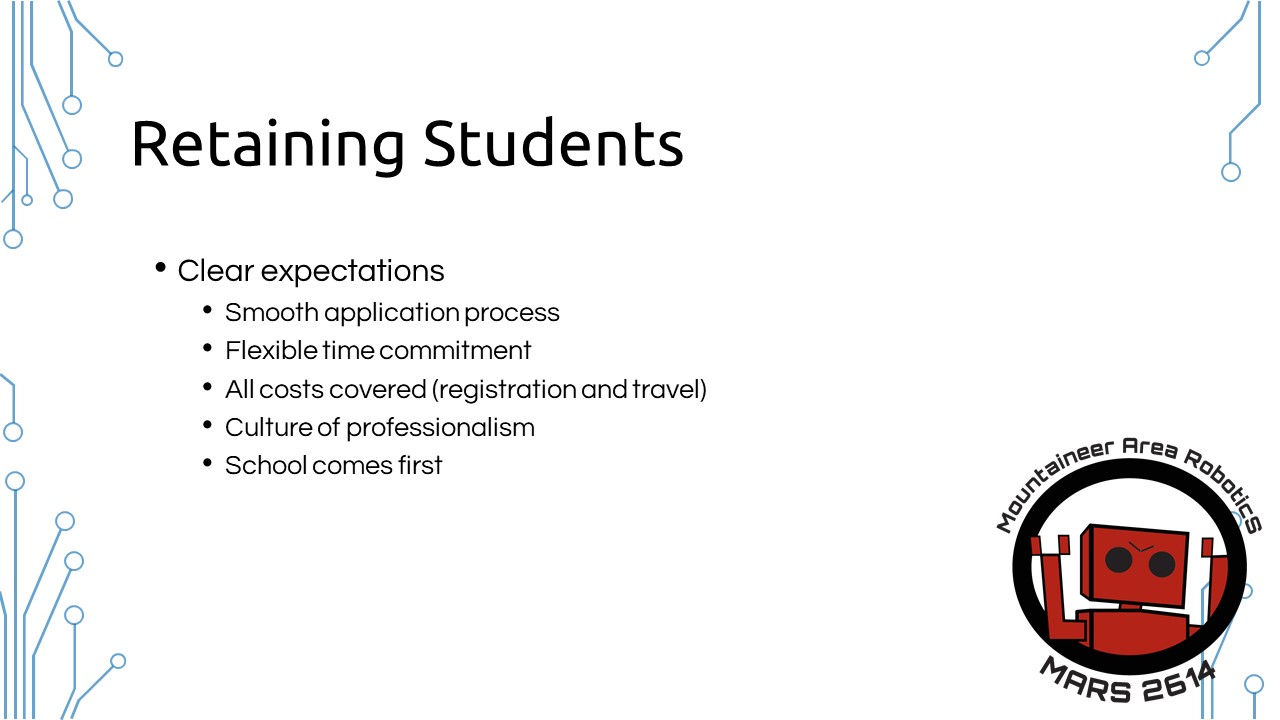 Retaining Students
• Clear expectations
• Smooth application process
• Flexible time commitment
• All costs covered (registration and travel)
• Culture of professionalism
• School comes first
Mountaineer Area Robotics
MARS 2614